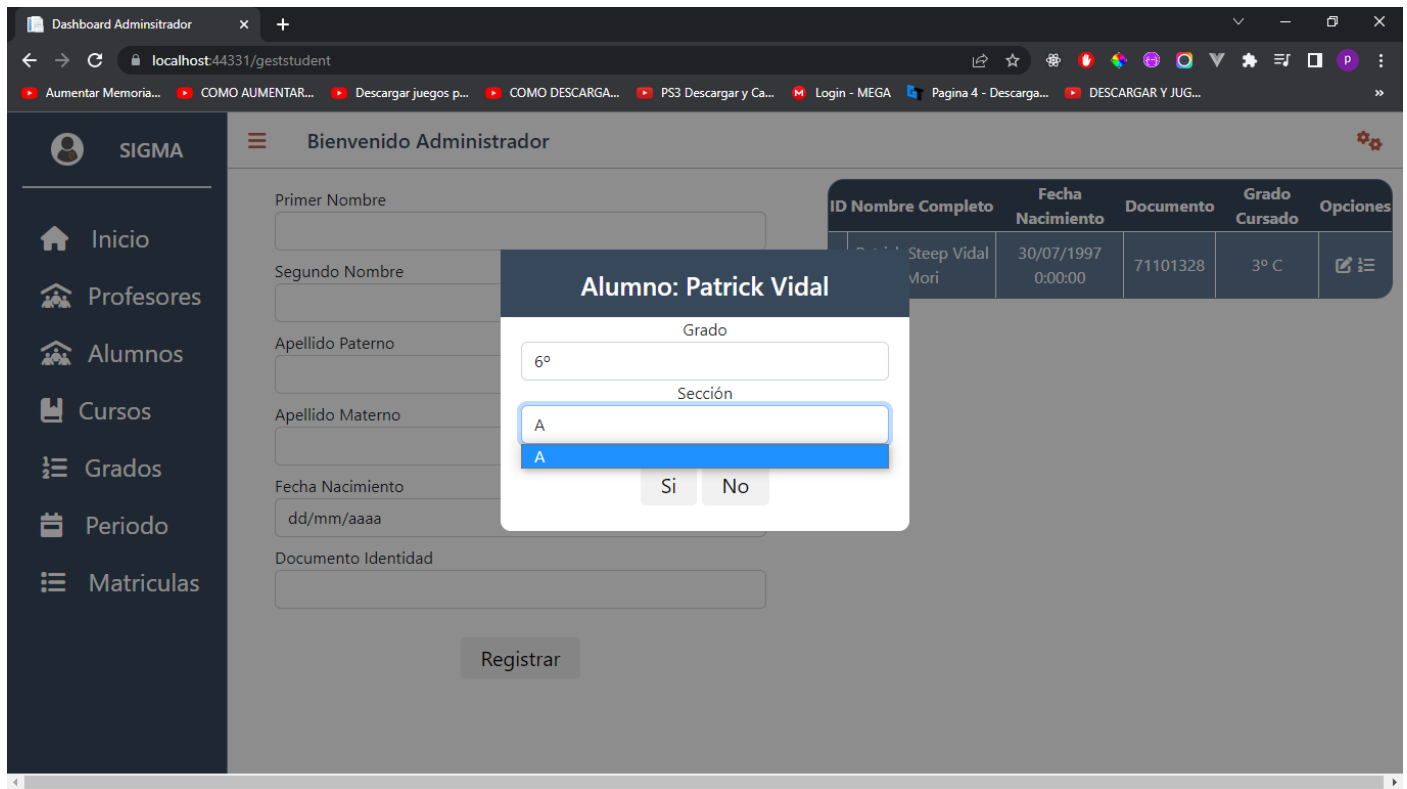 Dashboard Adminsitrador
localhost:44331/geststudent
P
Aumentar Memoria... COMO AUMENTAR... Descargar juegos p... COMO DESCARGA... PS3 Descargar y Ca... Login - MEGA Pagina 4 - Descarga... DESCARGAR Y JUG... »
SIGMA
Bienvenido Administrador
Inicio
Profesores
Alumnos
Cursos
Grados
Periodo
Matriculas
Primer Nombre
Segundo Nombre
Apellido Paterno
Apellido Materno
Fecha Nacimiento
dd/mm/aaaa
Documento Identidad
Registrar
Alumno: Patrick Vidal
Grado
6º
Sección
A
A
Si No
ID Nombre Completo Fecha Nacimiento Documento Grado Cursado Opciones
Steep Vidal Mori 30/07/1997 0:00:00 71101328 3º C